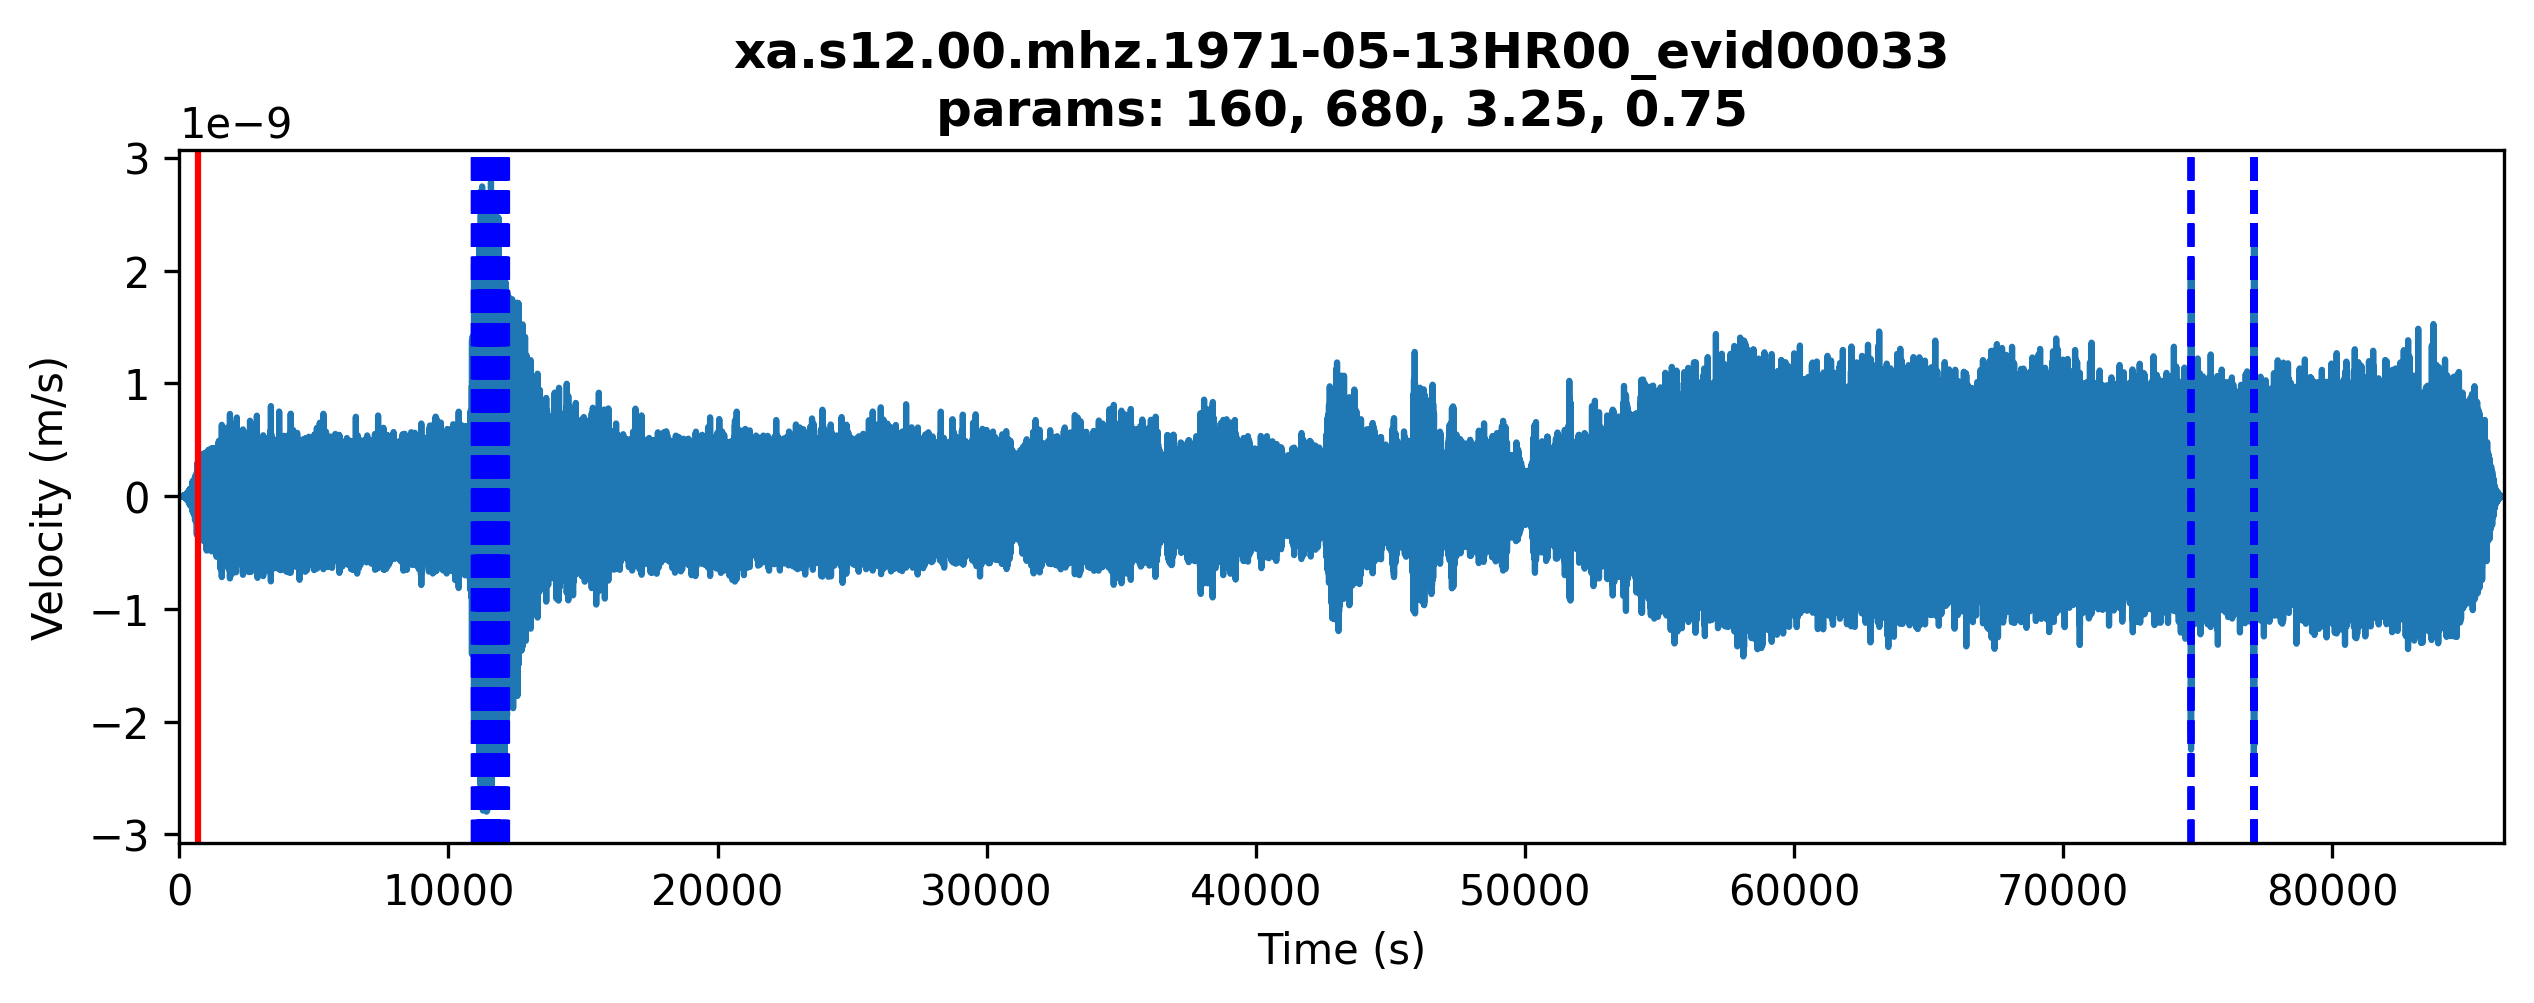 xa.s12.00.mhz.1971-05-13HR00_evid00033
params: 160, 680, 3.25, 0.75
1e−9
3
2
1
0
−1
−2
−3
Velocity (m/s)
0 10000 20000 30000 40000 50000 60000 70000 80000
Time (s)